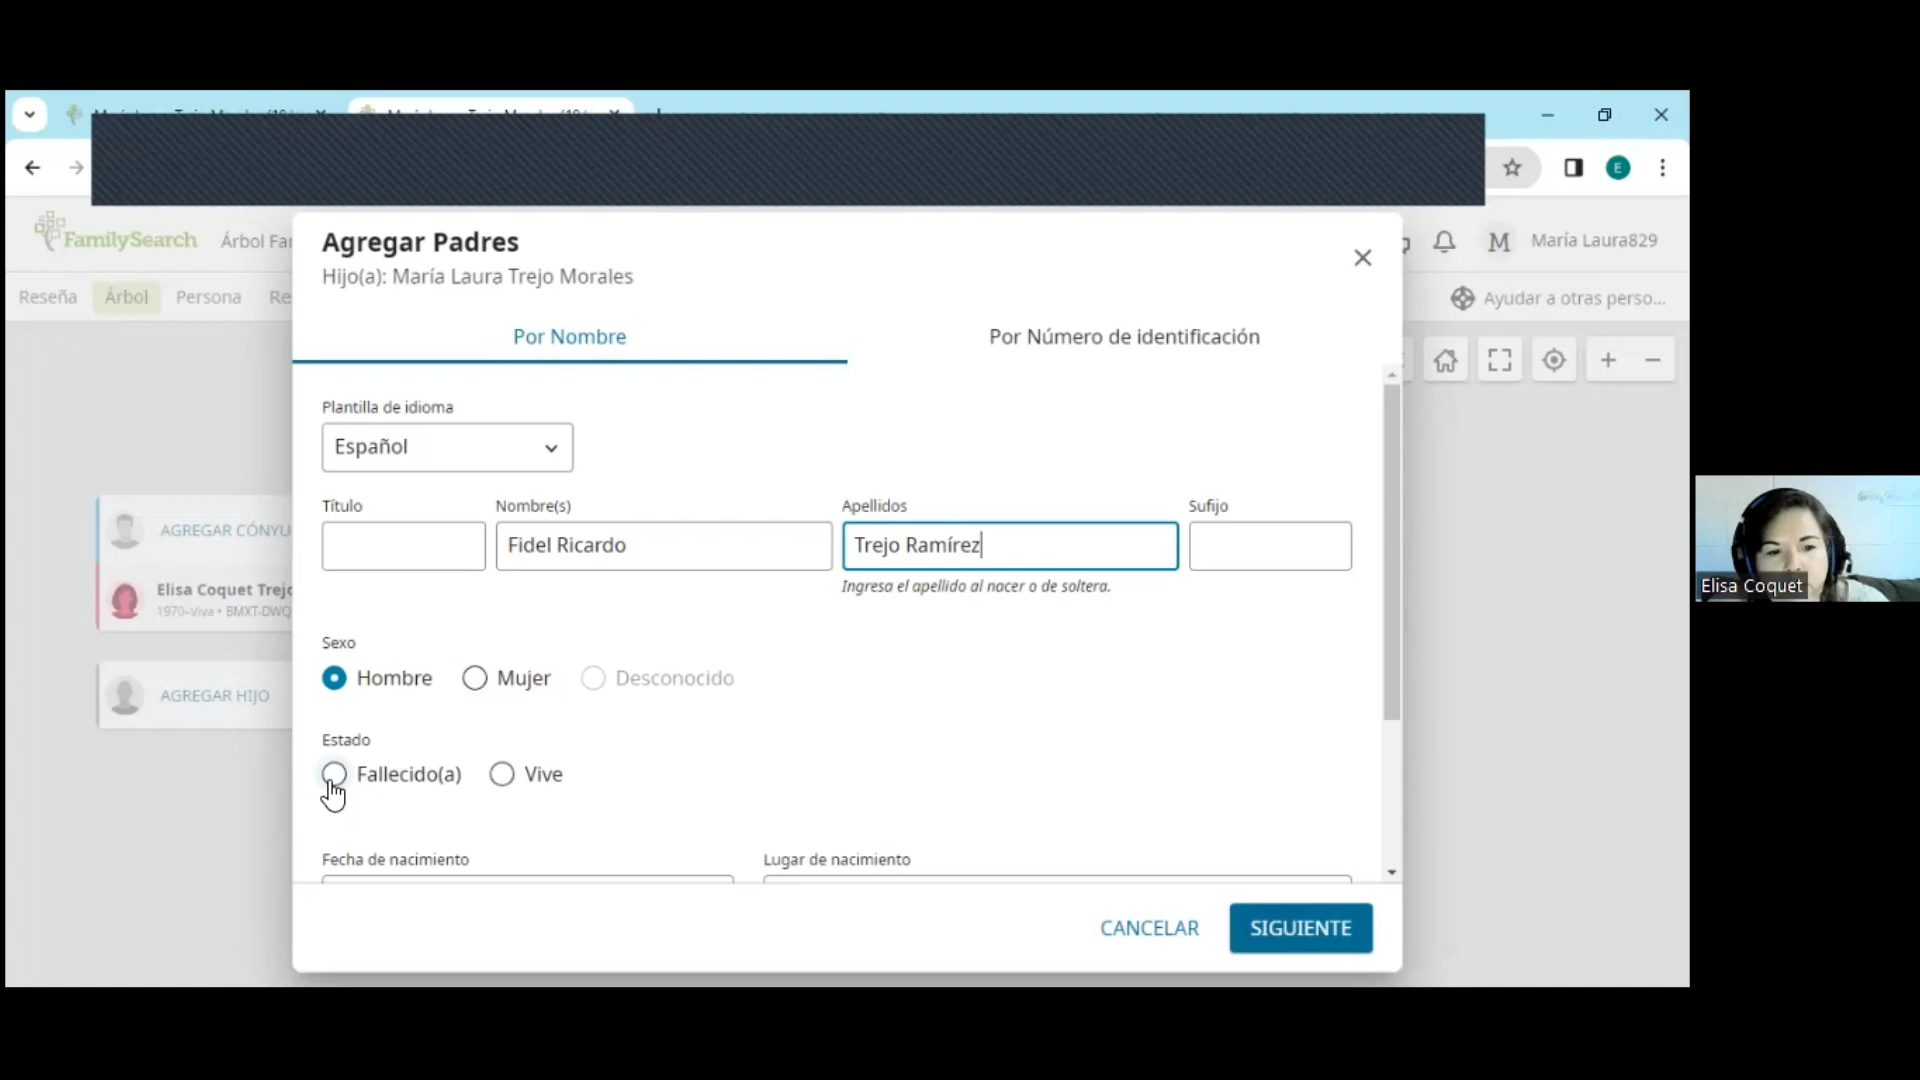 FamilySearch
Árbol Fa
María Laura829
M
E
Reseña
Árbol
Persona
Re
Ayudar a otras perso...
Agregar Padres
Hijo(a): María Laura Trejo Morales
Por Nombre
Por Número de identificación
Plantilla de idioma
Español
Título
Nombre(s)
Apellidos
Sufijo
Fidel Ricardo
Trejo Ramírez
Ingresa el apellido al nacer o de soltera.
Sexo
Hombre
Mujer
Desconocido
Estado
Fallecido(a)
Vive
Fecha de nacimiento
Lugar de nacimiento
CANCELAR
SIGUIENTE
AGREGAR CÓNYU
Elisa Coquet Trejo
1970–Viva • BMXT-DWQ
AGREGAR HIJO
Elisa Coquet